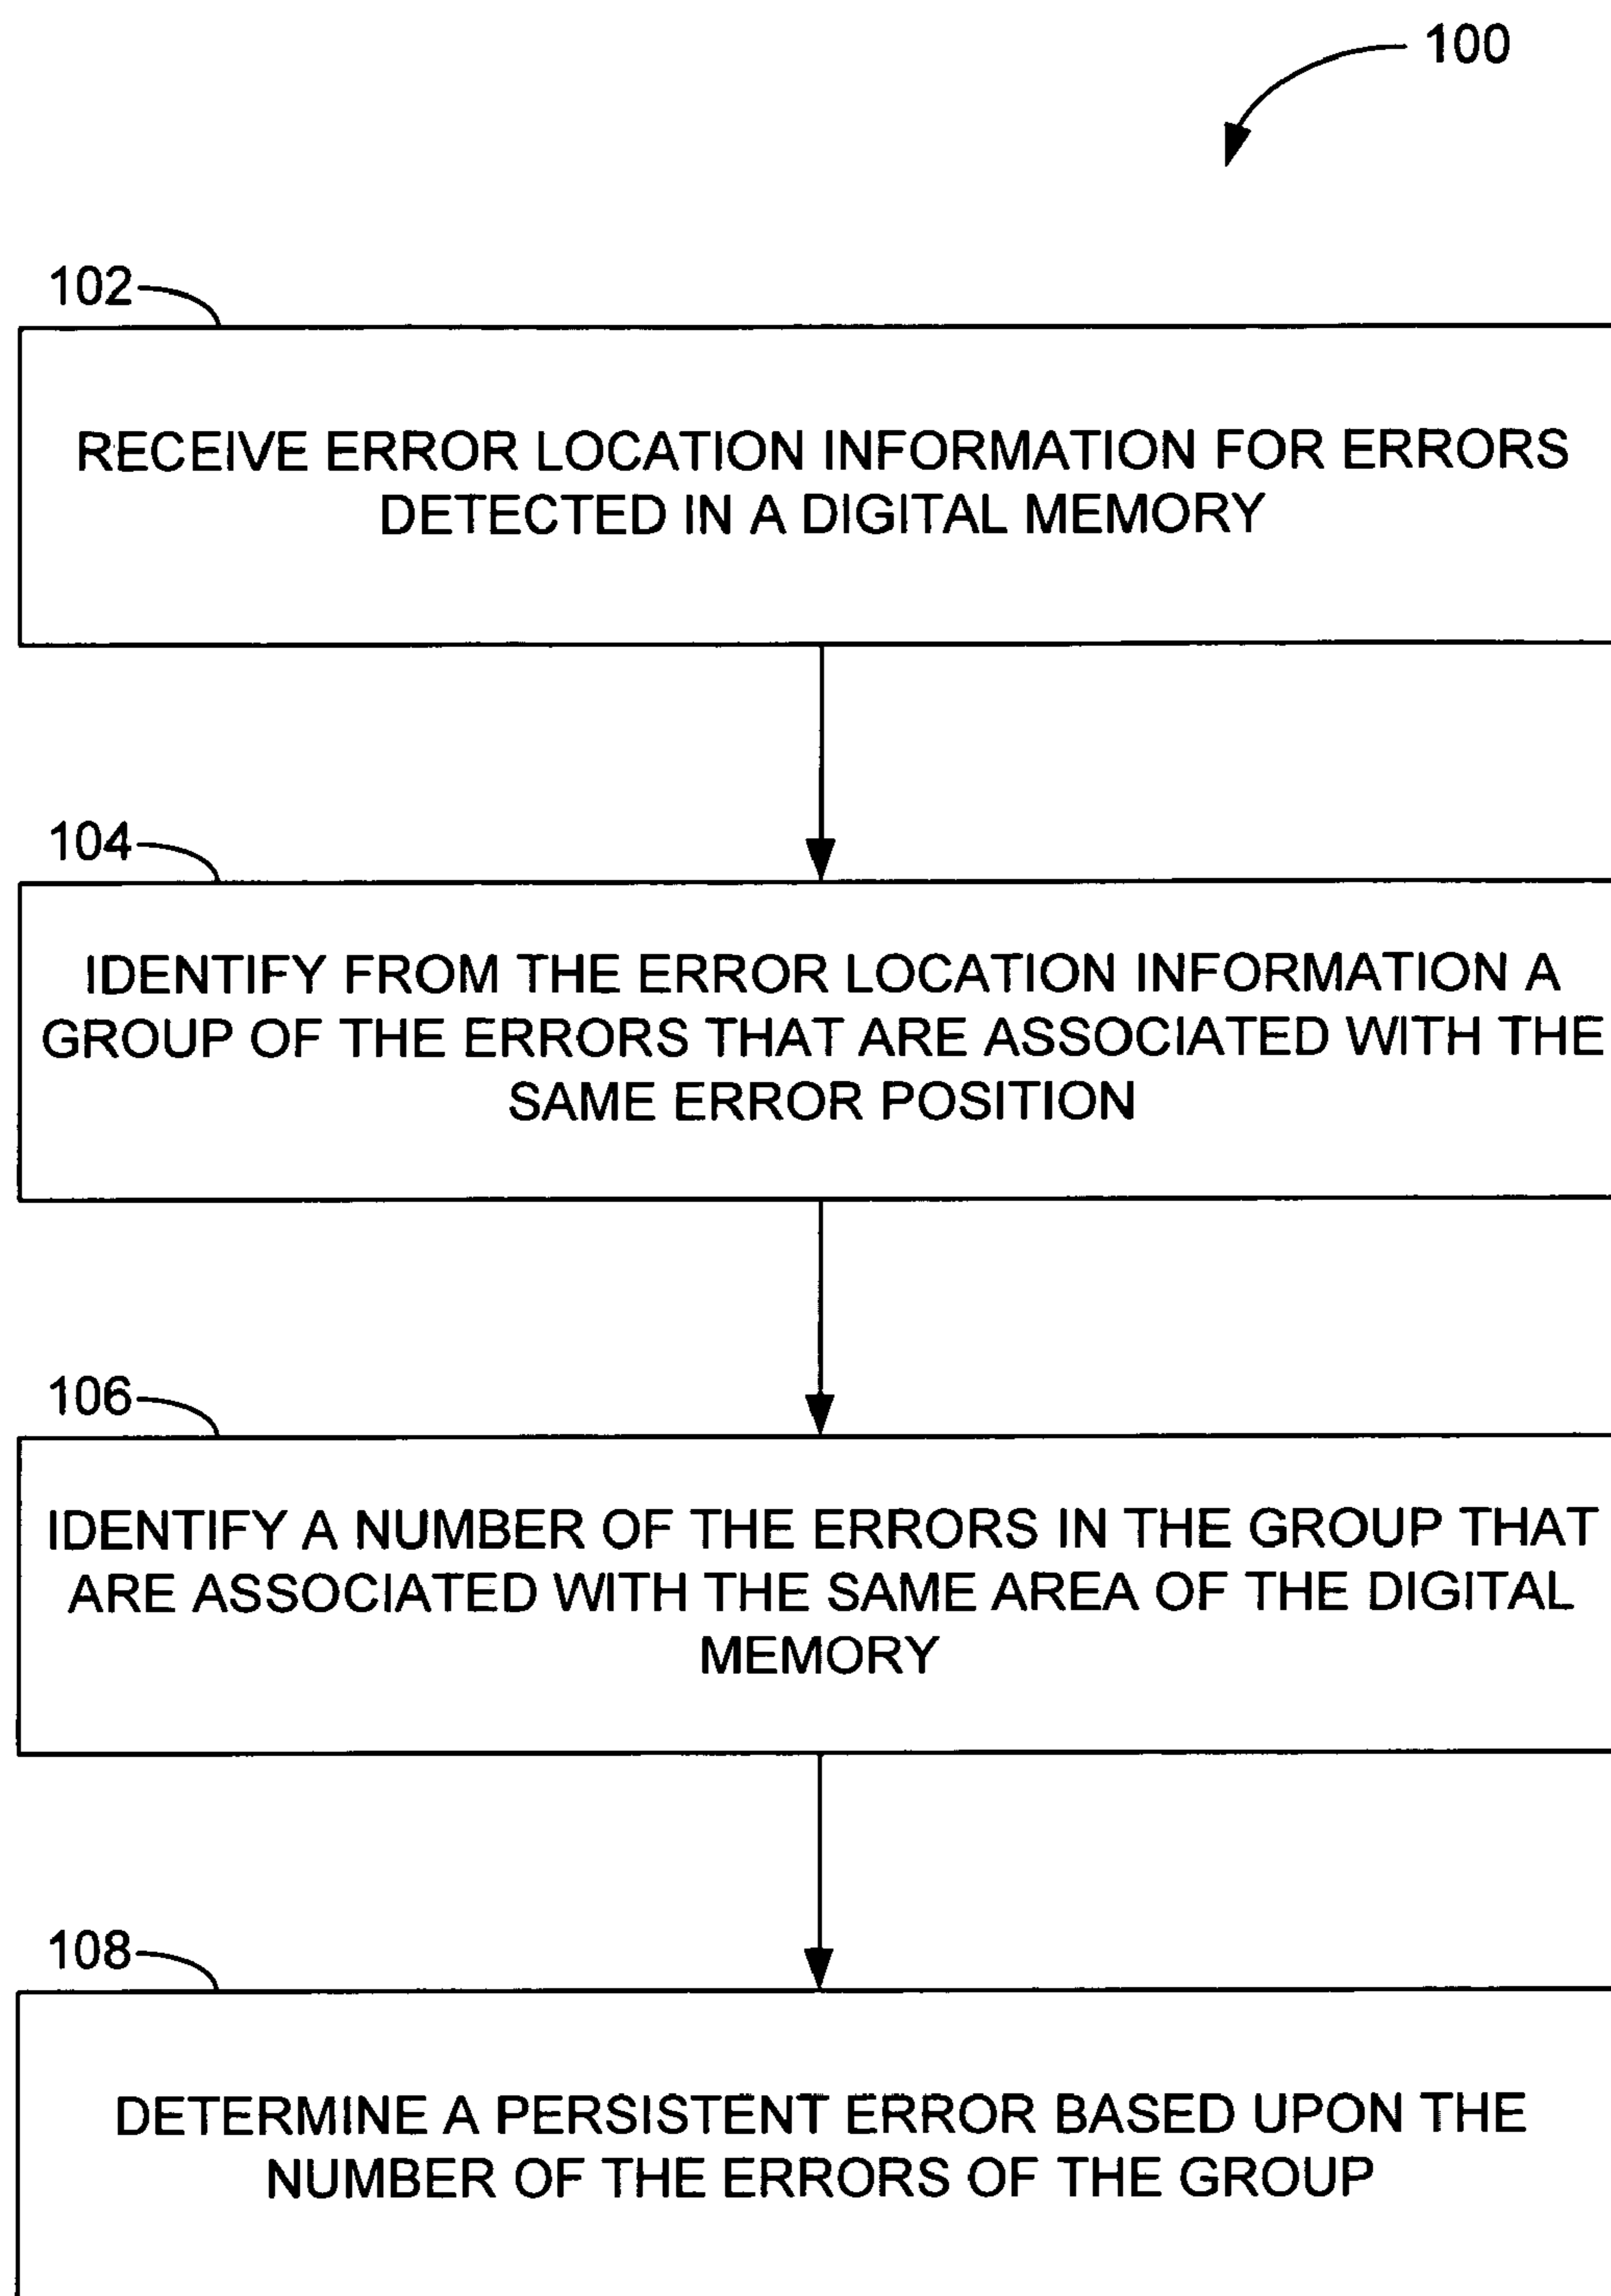 100
102
RECEIVE ERROR LOCATION INFORMATION FOR ERRORS
DETECTED IN A DIGITAL MEMORY
104
IDENTIFY FROM THE ERROR LOCATION INFORMATION A
GROUP OF THE ERRORS THAT ARE ASSOCIATED WITH THE
SAME ERROR POSITION
106
IDENTIFY A NUMBER OF THE ERRORS IN THE GROUP THAT
ARE ASSOCIATED WITH THE SAME AREA OF THE DIGITAL
MEMORY
108
DETERMINE A PERSISTENT ERROR BASED UPON THE
NUMBER OF THE ERRORS OF THE GROUP